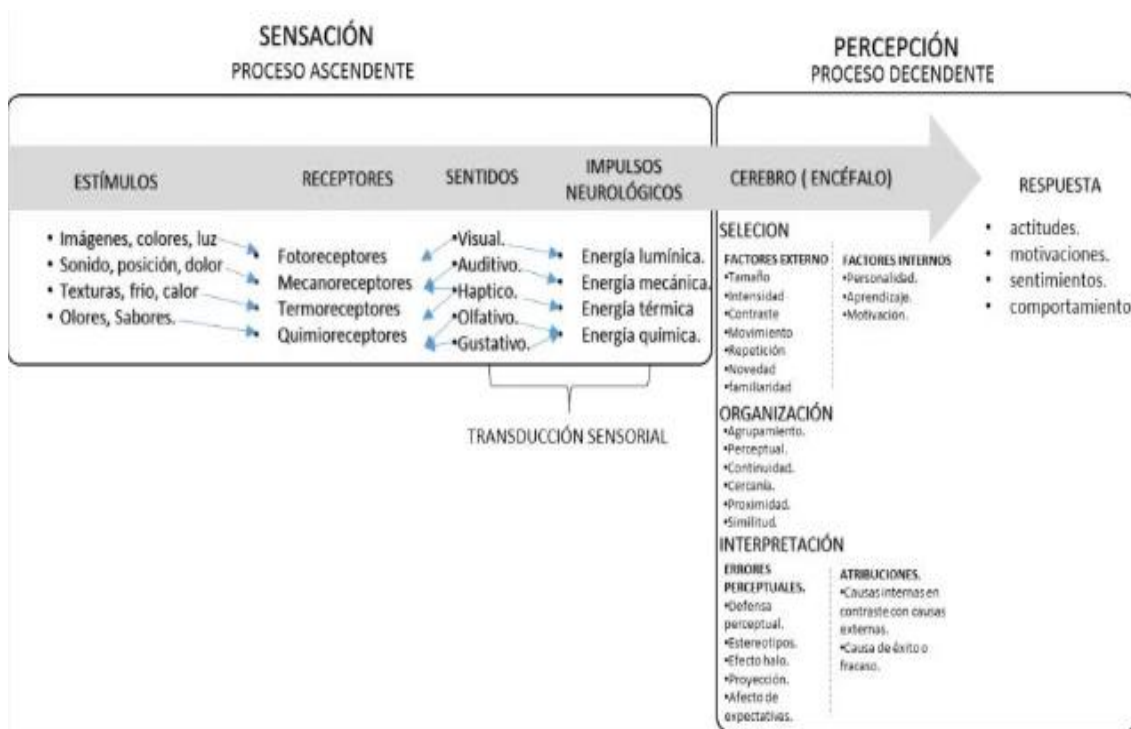 SENSACIÓN
PROCESO ASCENDENTE
PERCEPCIÓN
PROCESO DECENDENTE
ESTÍMULOS
• Imágenes, colores, luz
• Sonido, posición, dolor
• Texturas, frio, calor
• Olores, Sabores.
RECEPTORES
• Fotoreceptores
• Mecanoreceptores
• Termoreceptores
• Quimioreceptores
SENTIDOS
•Visual.
•Auditivo.
•Haptico.
•Olfativo.
•Gustativo.
IMPULSOS
NEUROLÓGICOS
• Energía lumínica.
• Energía mecánica.
• Energía térmica
• Energía química.
TRANSDUCCIÓN SENSORIAL
CEREBRO ( ENCÉFALO)
SELECION
FACTORES EXTERNO
•Tamaño
•Intensidad
•Contraste
•Movimiento
•Repetición
•Novedad
•familiaridad
FACTORES INTERNOS
•Personalidad.
•Aprendizaje.
•Motivacion.
ORGANIZACIÓN
•Agrupamiento.
•Perceptual.
•Continuidad.
•Cercanía.
•Proximidad.
•Similitud.
INTERPRETACIÓN
ERRORES
PERCEPTUALES.
•Defensa
perceptual.
•Estereotipos.
•Efecto halo.
•Proyección.
•Afecto de
expectativas.
ATRIBUCIONES.
•Causas internas en
contraste con causas
externas.
•Causa de éxito o
fracaso.
RESPUESTA
• actitudes.
• motivaciones.
• sentimientos.
• comportamiento